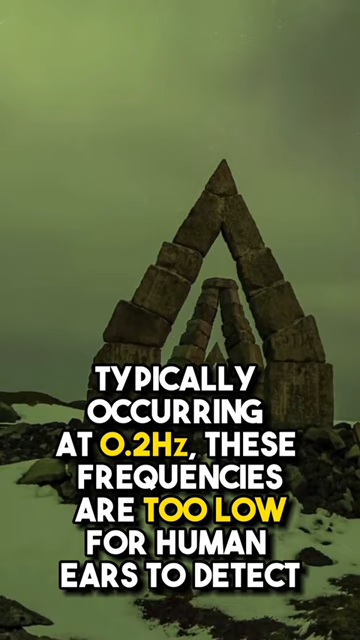 TYPICALLY
OCCURRING
AT 0.2Hz, THESE
FREQUENCIES
ARE TOO LOW
FOR HUMAN
EARS TO DETECT